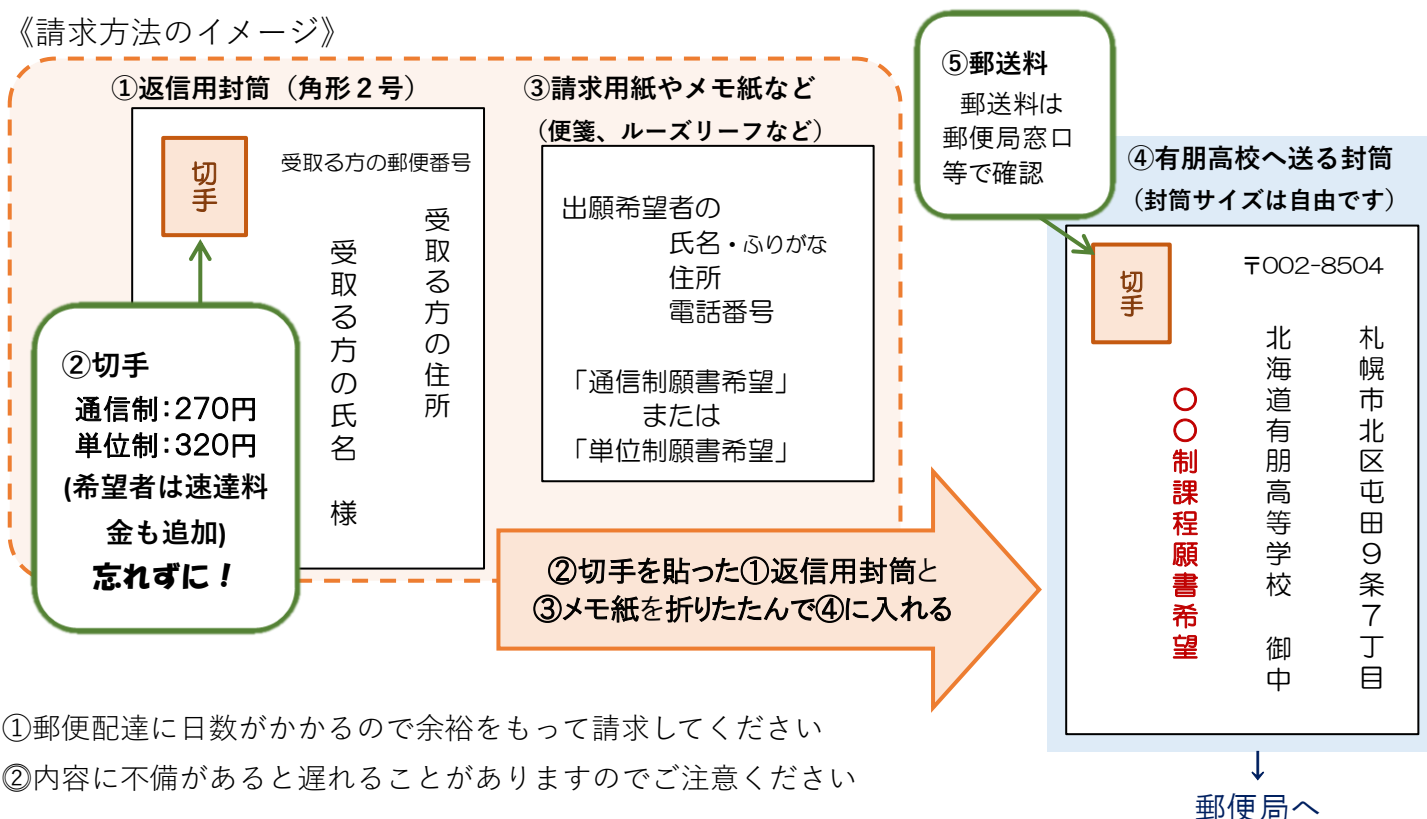 《請求方法のイメージ》
①返信用封筒（角形２号）
切手
受取る方の郵便番号
受取る方の住所
受取る方の氏名　様
②切手
通信制：270円
単位制：320円
(希望者は速達料
金も追加)
忘れずに！
③請求用紙やメモ紙など
（便箋、ルーズリーフなど）
出願希望者の
氏名・ふりがな
住所
電話番号
「通信制願書希望」
または
「単位制願書希望」
⑤郵送料
郵送料は
郵便局窓口
等で確認
④有朋高校へ送る封筒
（封筒サイズは自由です）
切手
〒002-8504
札幌市北区屯田９条７丁目
北海道有朋高等学校　御中
〇〇制課程願書希望
②切手を貼った①返信用封筒と
③メモ紙を折りたたんで④に入れる
↓
郵便局へ
①郵便配達に日数がかかるので余裕をもって請求してください
②内容に不備があると遅れることがありますのでご注意ください